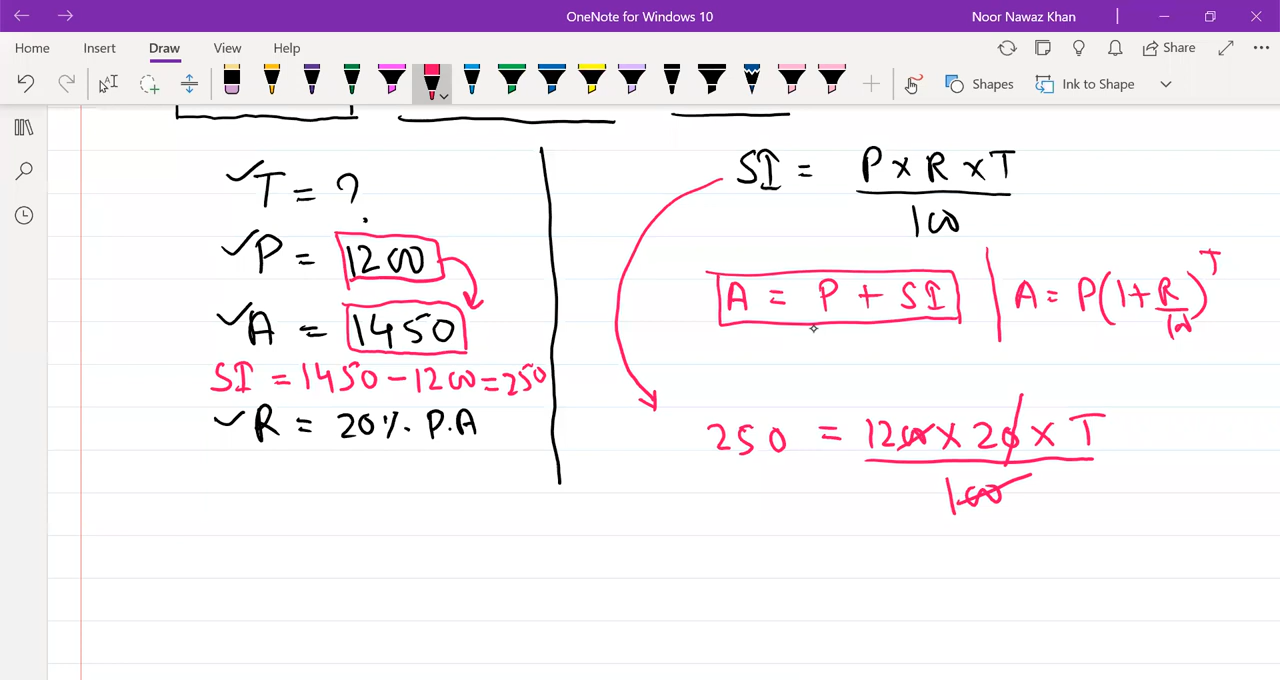 OneNote for Windows 10
Noor Nawaz Khan
Home Insert Draw View Help
Share
Shapes
Ink to Shape
✓T = ?
✓P = 1200
✓A = 1450
SI = 1450 - 1200 = 250
✓R = 20%. P.A
SI = P x R x T
100
A = P + SI
A = P(1 + R
100
)T
250 = 1200 x 20 x T
100